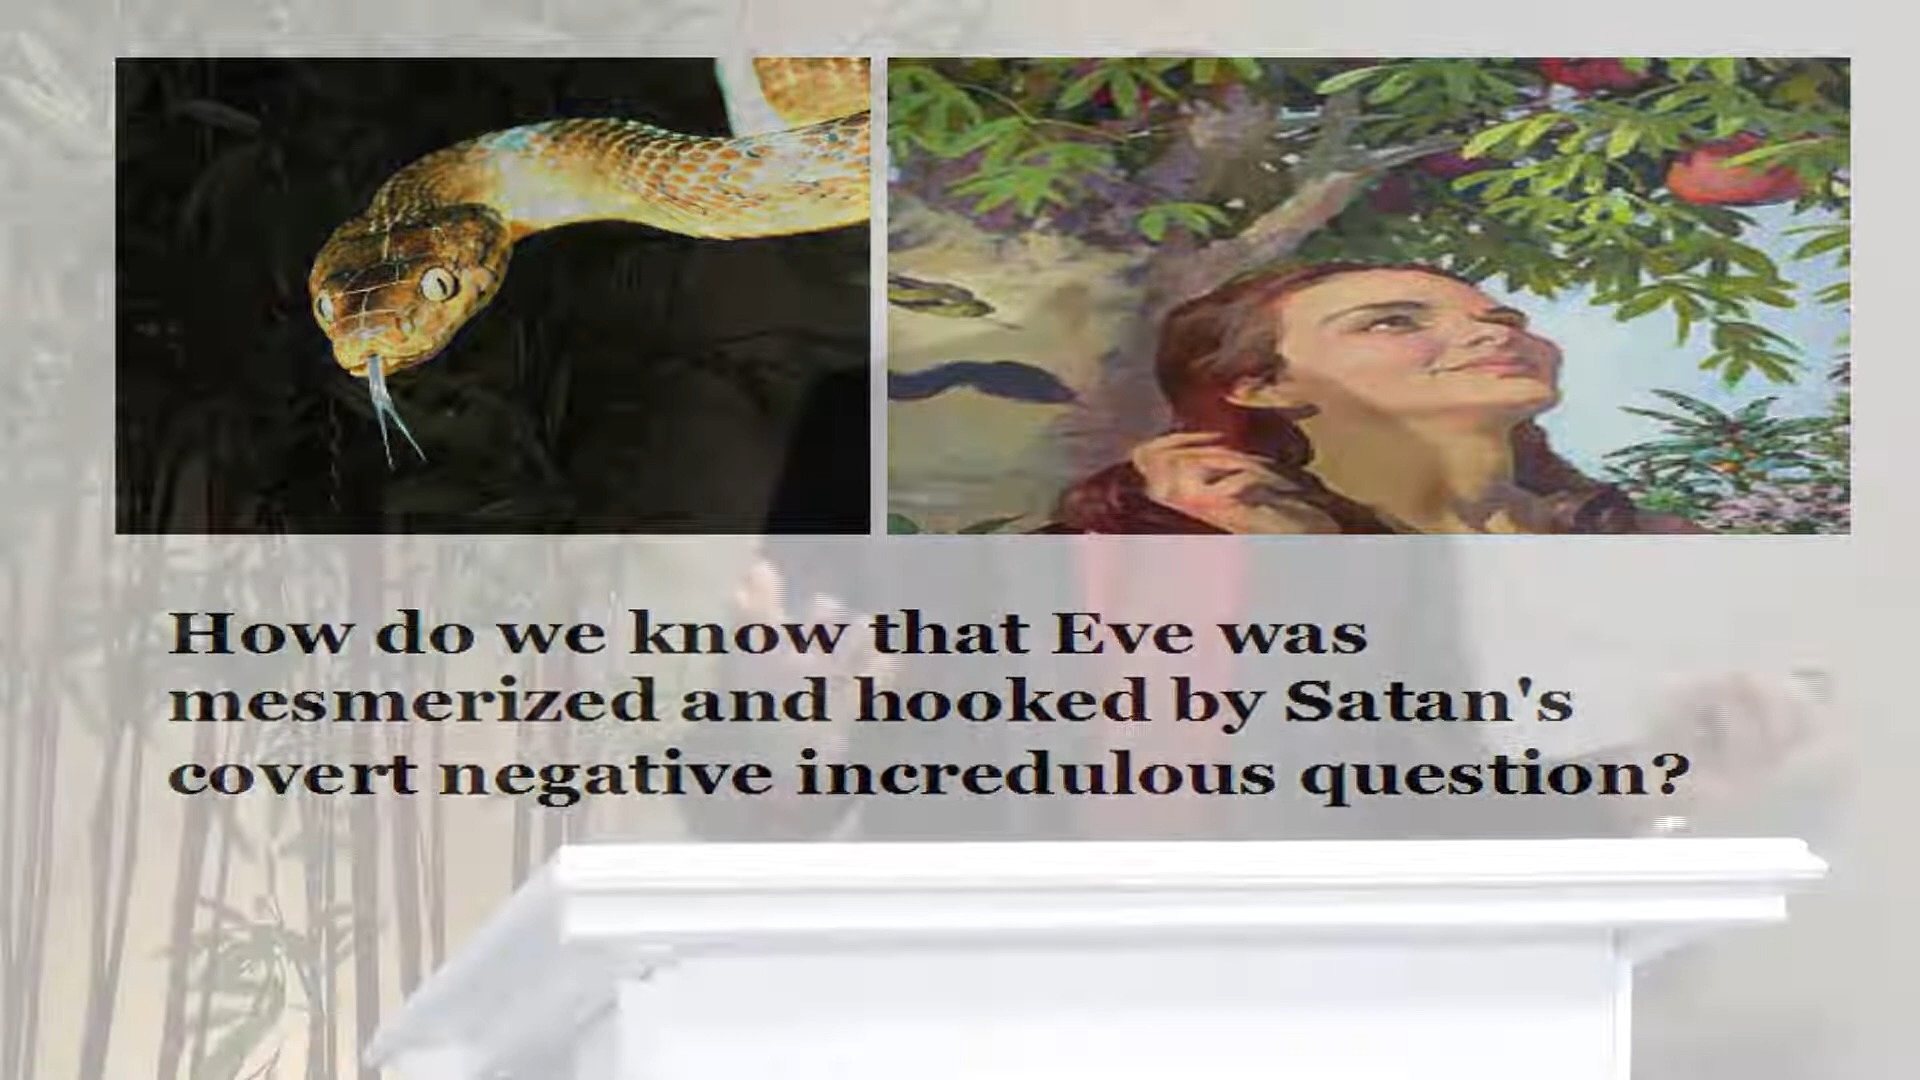 How do we know that Eve was
mesmerized and hooked by Satan's
covert negative incredulous question?